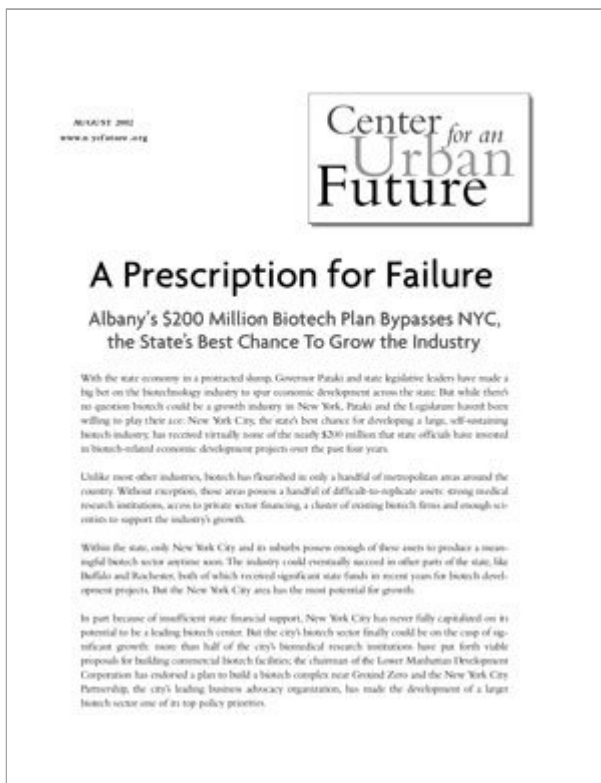 AUGUST 2002
www.nycfuture.org
Center for an
Urban
Future
A Prescription for Failure
Albany's $200 Million Biotech Plan Bypasses NYC,
the State's Best Chance To Grow the Industry
With the state economy in a protracted slump, Governor Pataki and state legislative leaders have made a
big bet on the biotechnology industry to spur economic development across the state. But while there's
no question biotech could be a growth industry in New York, Pataki and the Legislature haven't been
willing to play their ace: New York City, the state's best chance for developing a large, self-sustaining
biotech industry, has received virtually none of the nearly $200 million that state officials have invested
in biotech-related economic development projects over the past four years.
Unlike most other industries, biotech has flourished in only a handful of metropolitan areas around the
country. Without exception, these areas possess a handful of difficult-to-replicate assets: strong medical
research institutions, access to private sector financing, a cluster of existing biotech firms and enough sci-
entists to support the industry's growth.
Within the state, only New York City and its suburbs possess enough of these assets to produce a mean-
ingful biotech sector anytime soon. The industry could eventually succeed in other parts of the state, like
Buffalo and Rochester, both of which received significant state funds in recent years for biotech devel-
opment projects. But the New York City area has the most potential for growth.
In part because of insufficient state financial support, New York City has never fully capitalized on its
potential to be a leading biotech center. But the city's biotech sector finally could be on the cusp of sig-
nificant growth: more than half of the city's biomedical research institutions have put forth viable
proposals for building commercial biotech facilities; the chairman of the Lower Manhattan Development
Corporation has endorsed a plan to build a biotech complex near Ground Zero and the New York City
Partnership, the city's leading business advocacy organization, has made the development of a larger
biotech sector one of its top policy priorities.